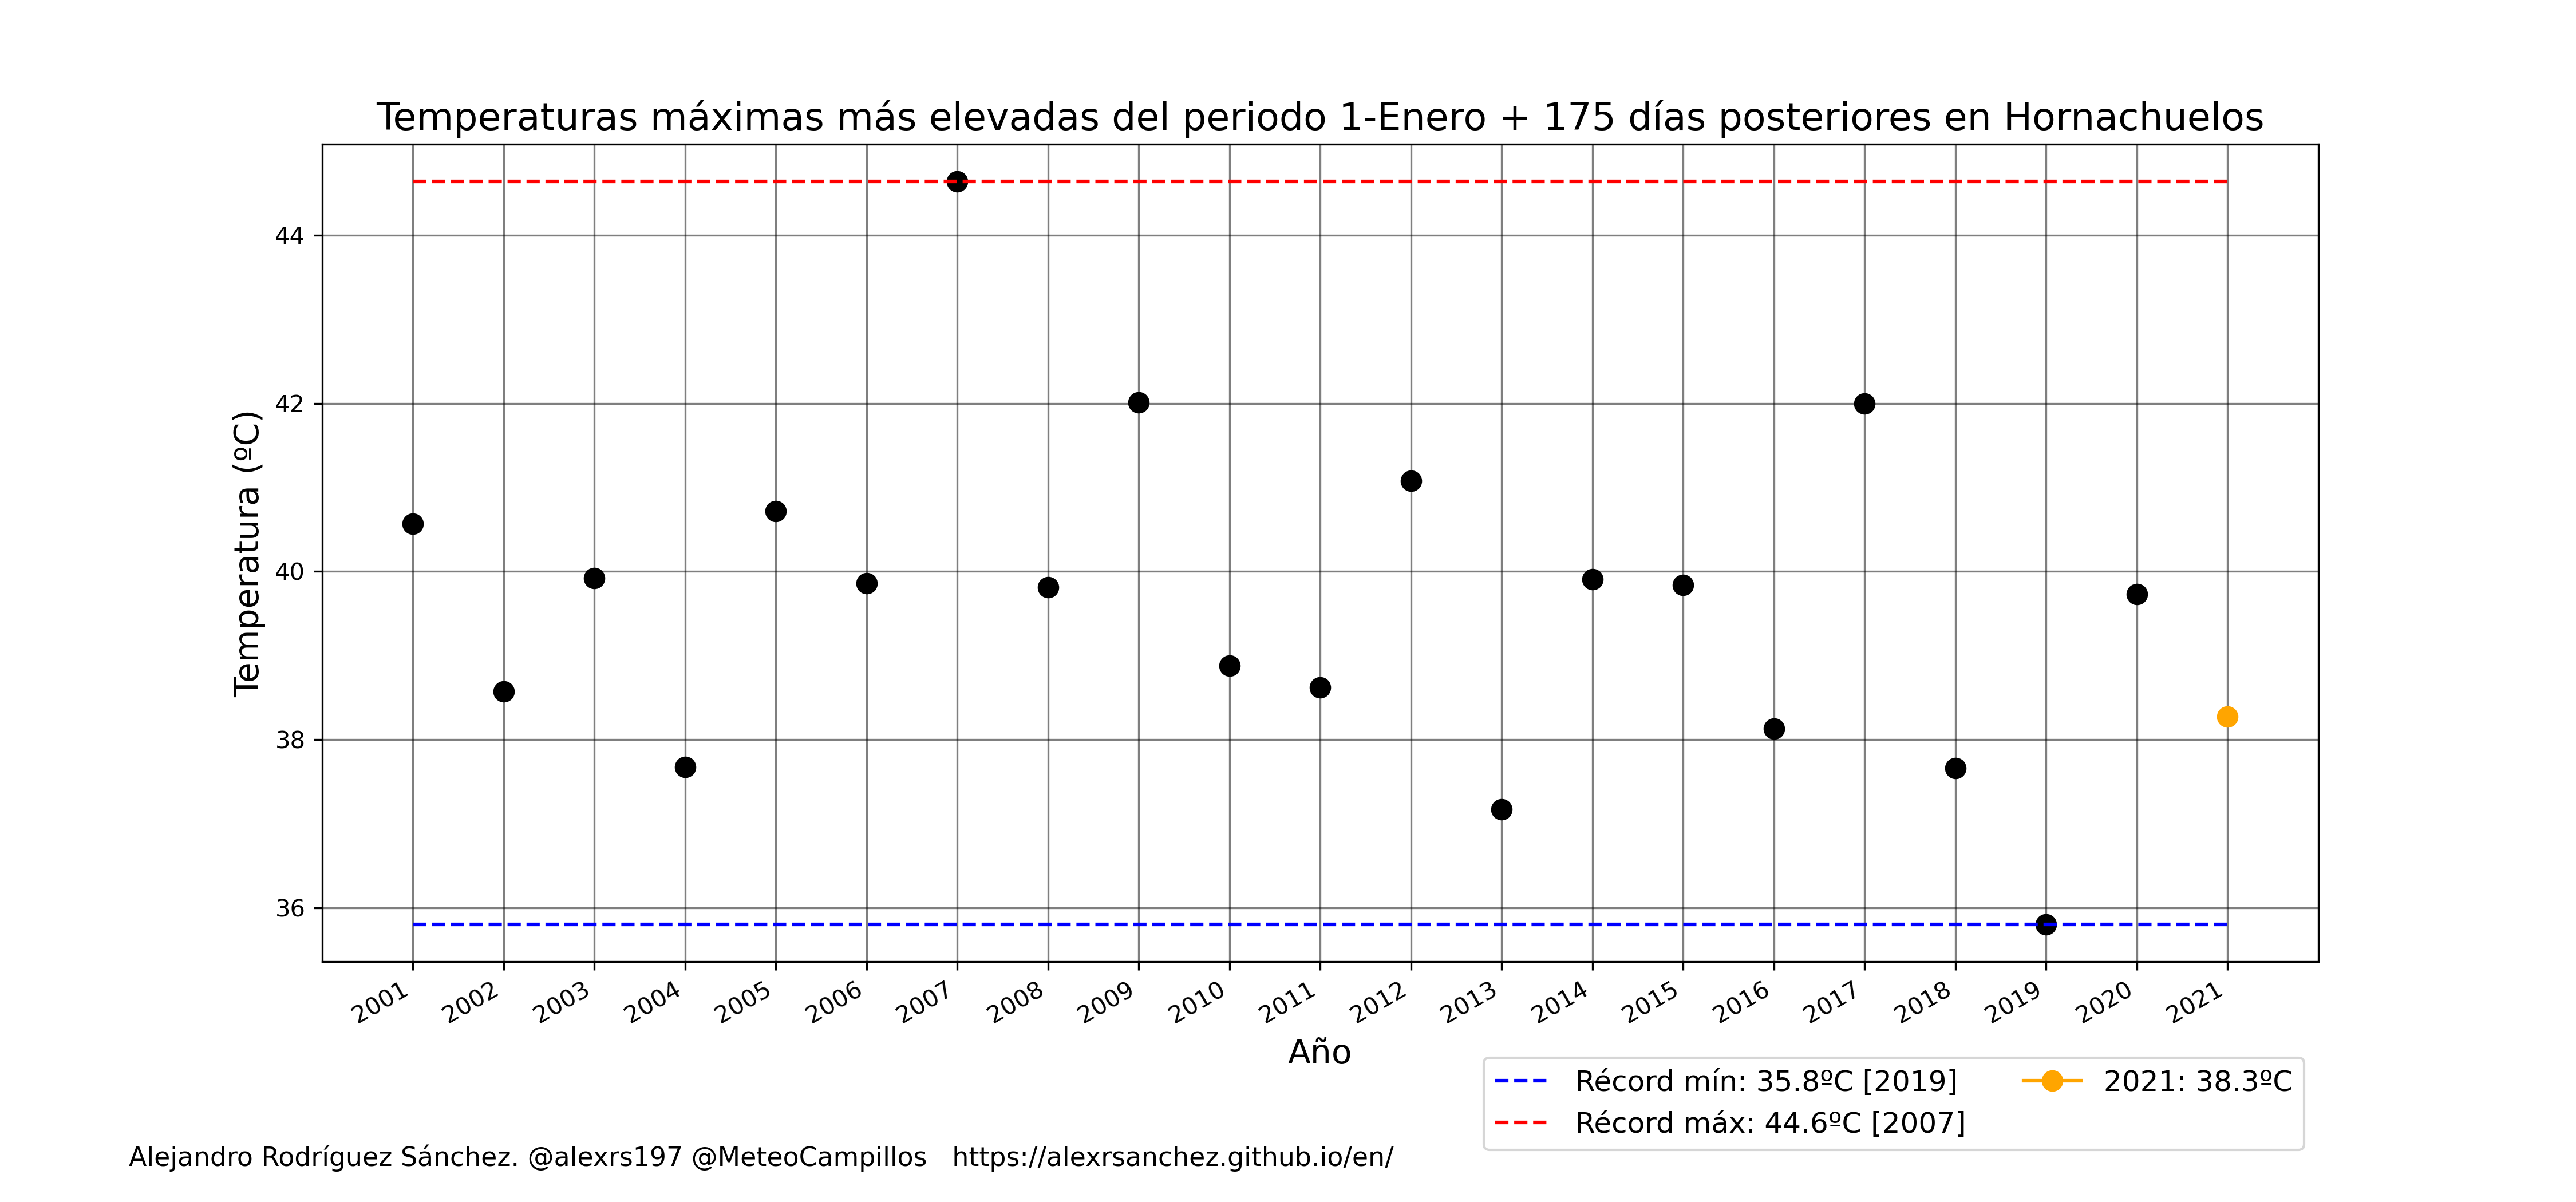 Temperaturas máximas más elevadas del periodo 1-Enero + 175 días posteriores en Hornachuelos
Temperatura (ºC)
44
42
40
38
36
2001 2002 2003 2004 2005 2006 2007 2008 2009 2010 2011 2012 2013 2014 2015 2016 2017 2018 2019 2020 2021
Año
Récord mín: 35.8ºC [2019]
Récord máx: 44.6ºC [2007]
2021: 38.3ºC
Alejandro Rodríguez Sánchez. @alexrs197 @MeteoCampillos https://alexrsanchez.github.io/en/